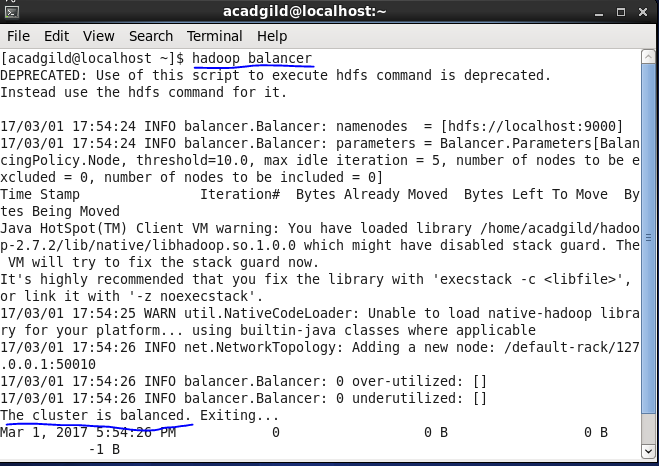 acadgild@localhost:~
File Edit View Search Terminal Help
[acadgild@localhost ~]$ hadoop balancer
DEPRECATED: Use of this script to execute hdfs command is deprecated.
Instead use the hdfs command for it.
17/03/01 17:54:24 INFO balancer.Balancer: namenodes  = [hdfs://localhost:9000]
17/03/01 17:54:24 INFO balancer.Balancer: parameters = Balancer.Parameters[Balan
cingPolicy.Node, threshold=10.0, max idle iteration = 5, number of nodes to be e
xcluded = 0, number of nodes to be included = 0]
Time Stamp               Iteration#  Bytes Already Moved  Bytes Left To Move  By
tes Being Moved
Java HotSpot(TM) Client VM warning: You have loaded library /home/acadgild/hadoo
p-2.7.2/lib/native/libhadoop.so.1.0.0 which might have disabled stack guard. The
 VM will try to fix the stack guard now.
It's highly recommended that you fix the library with 'execstack -c <libfile>',
or link it with '-z noexecstack'.
17/03/01 17:54:25 WARN util.NativeCodeLoader: Unable to load native-hadoop libra
ry for your platform... using builtin-java classes where applicable
17/03/01 17:54:26 INFO net.NetworkTopology: Adding a new node: /default-rack/127
.0.0.1:50010
17/03/01 17:54:26 INFO balancer.Balancer: 0 over-utilized: []
17/03/01 17:54:26 INFO balancer.Balancer: 0 underutilized: []
The cluster is balanced. Exiting...
Mar 1, 2017 5:54:26 PM            0                  0 B                 0 B
           -1 B